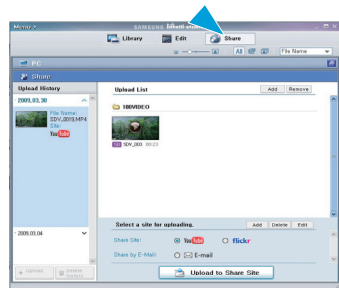 Menu
SAMSUNG Intelli-studio
Library
Edit
Share
All
File Name
PC
Share
Upload History
Upload List
Add
Remove
2009.03.30
File Name:
SDV_0019.MP4
Site:
YouTube
100VIDEO
SDV_003 00:23
Select a site for uploading.
Add
Delete
Edit
2009.03.04
Share Site:
YouTube
flickr
Share by E-Mail:
E-mail
Upload
Delete
Upload to Share Site